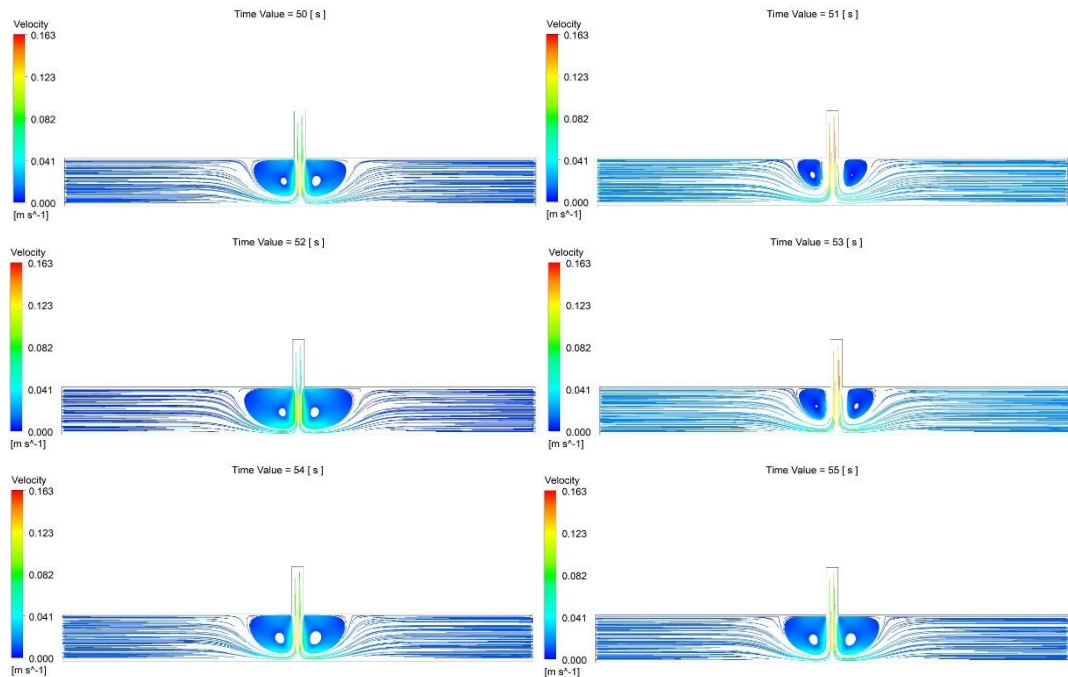 Time Value = 50 [ s ]
Velocity
0.163
0.123
0.082
0.041
0.000
[m s^-1]
Time Value = 51 [ s ]
Velocity
0.163
0.123
0.082
0.041
0.000
[m s^-1]
Time Value = 52 [ s ]
Velocity
0.163
0.123
0.082
0.041
0.000
[m s^-1]
Time Value = 53 [ s ]
Velocity
0.163
0.123
0.082
0.041
0.000
[m s^-1]
Time Value = 54 [ s ]
Velocity
0.163
0.123
0.082
0.041
0.000
[m s^-1]
Time Value = 55 [ s ]
Velocity
0.163
0.123
0.082
0.041
0.000
[m s^-1]